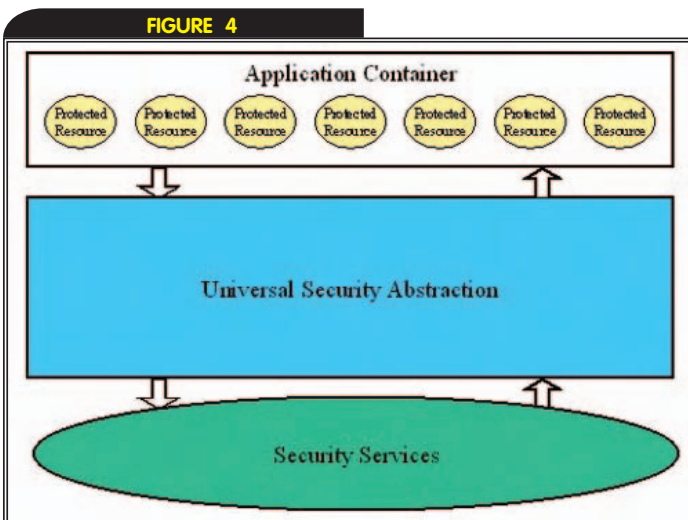 FIGURE 4
Application Container
Protected Resource
Protected Resource
Protected Resource
Protected Resource
Protected Resource
Protected Resource
Protected Resource
Universal Security Abstraction
Security Services